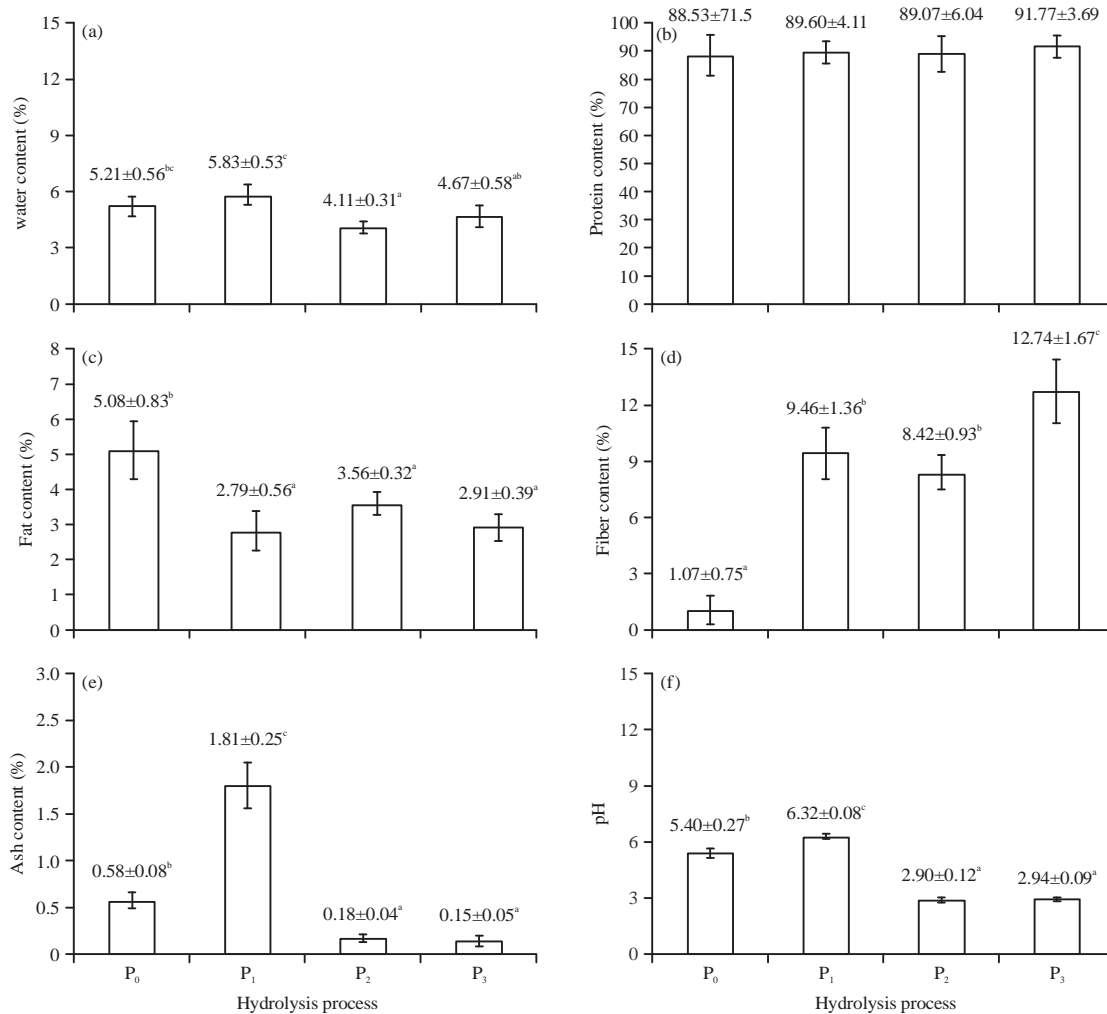 (a)
water content (%)
15
12
9
6
3
0
5.21±0.56ᵇᶜ
5.83±0.53ᶜ
4.11±0.31ᵃ
4.67±0.58ᵃᵇ
(b)
Protein content (%)
100
90
80
70
60
50
40
30
20
10
0
88.53±71.5
89.60±4.11
89.07±6.04
91.77±3.69
(c)
Fat content (%)
8
7
6
5
4
3
2
1
0
5.08±0.83ᵇ
2.79±0.56ᵃ
3.56±0.32ᵃ
2.91±0.39ᵃ
(d)
Fiber content (%)
15
12
9
6
3
0
1.07±0.75ᵃ
9.46±1.36ᵇ
8.42±0.93ᵇ
12.74±1.67ᶜ
(e)
Ash content (%)
3.0
2.5
2.0
1.5
1.0
0.5
0
0.58±0.08ᵇ
1.81±0.25ᶜ
0.18±0.04ᵃ
0.15±0.05ᵃ
P₀ P₁ P₂ P₃
Hydrolysis process
(f)
pH
15
12
9
6
3
0
5.40±0.27ᵇ
6.32±0.08ᶜ
2.90±0.12ᵃ
2.94±0.09ᵃ
P₀ P₁ P₂ P₃
Hydrolysis process